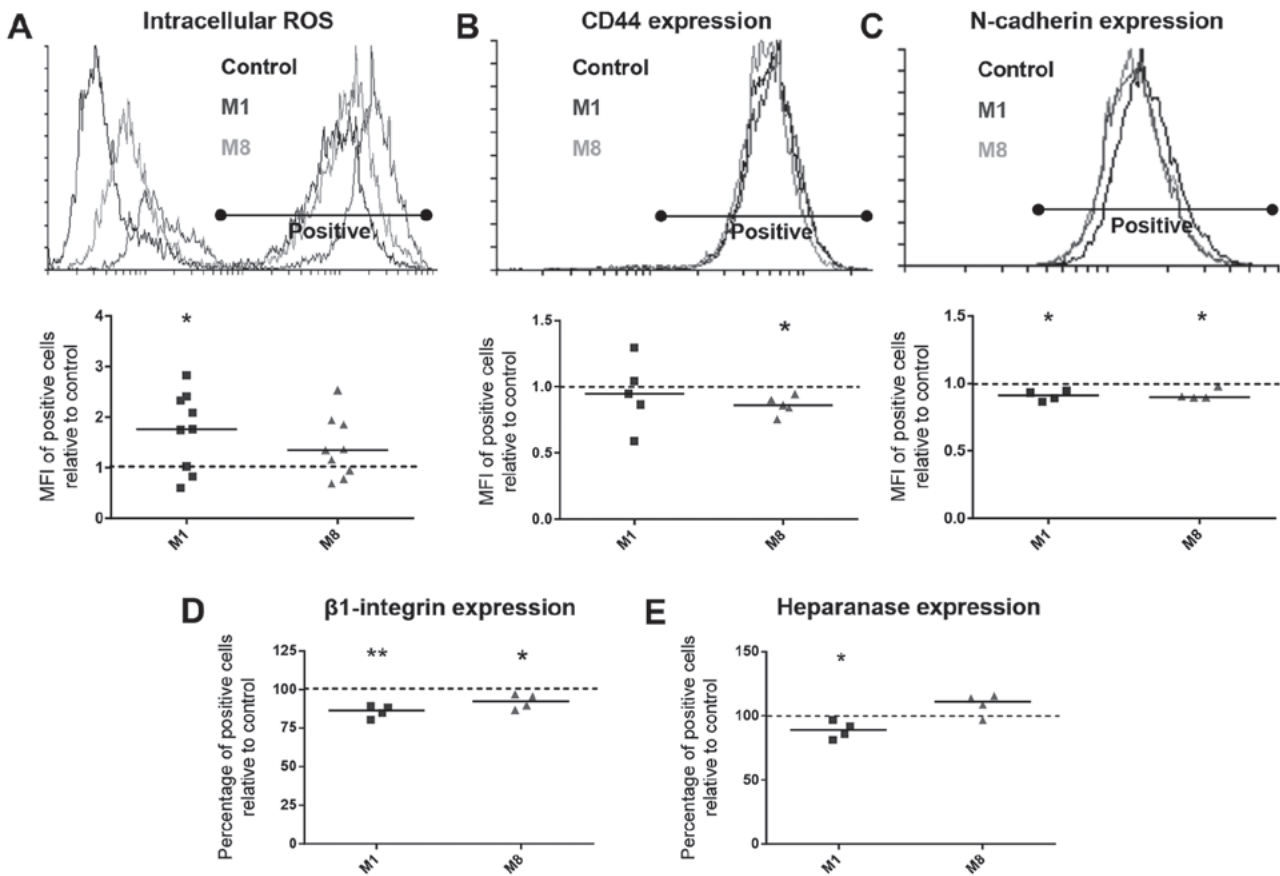 A
Intracellular ROS
Control
M1
M8
Positive
4
3
2
1
0
MFI of positive cells
relative to control
*
M1
M8
B
CD44 expression
Control
M1
M8
Positive
1.5
1.0
0.5
0.0
MFI of positive cells
relative to control
*
M1
M8
C
N-cadherin expression
Control
M1
M8
Positive
1.5
1.0
0.5
0.0
MFI of positive cells
relative to control
*
*
M1
M8
D
β1-integrin expression
125
100
75
50
25
0
Percentage of positive cells
relative to control
**
*
M1
M8
E
Heparanase expression
150
100
50
0
Percentage of positive cells
relative to control
*
M1
M8